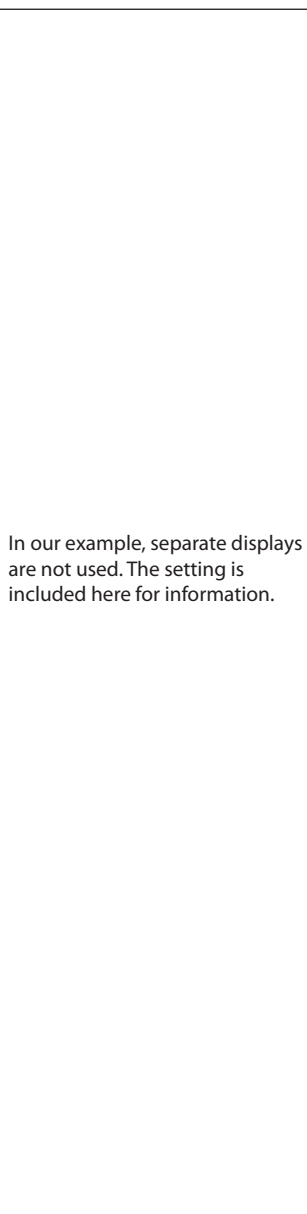 In our example, separate displays
are not used. The setting is
included here for information.